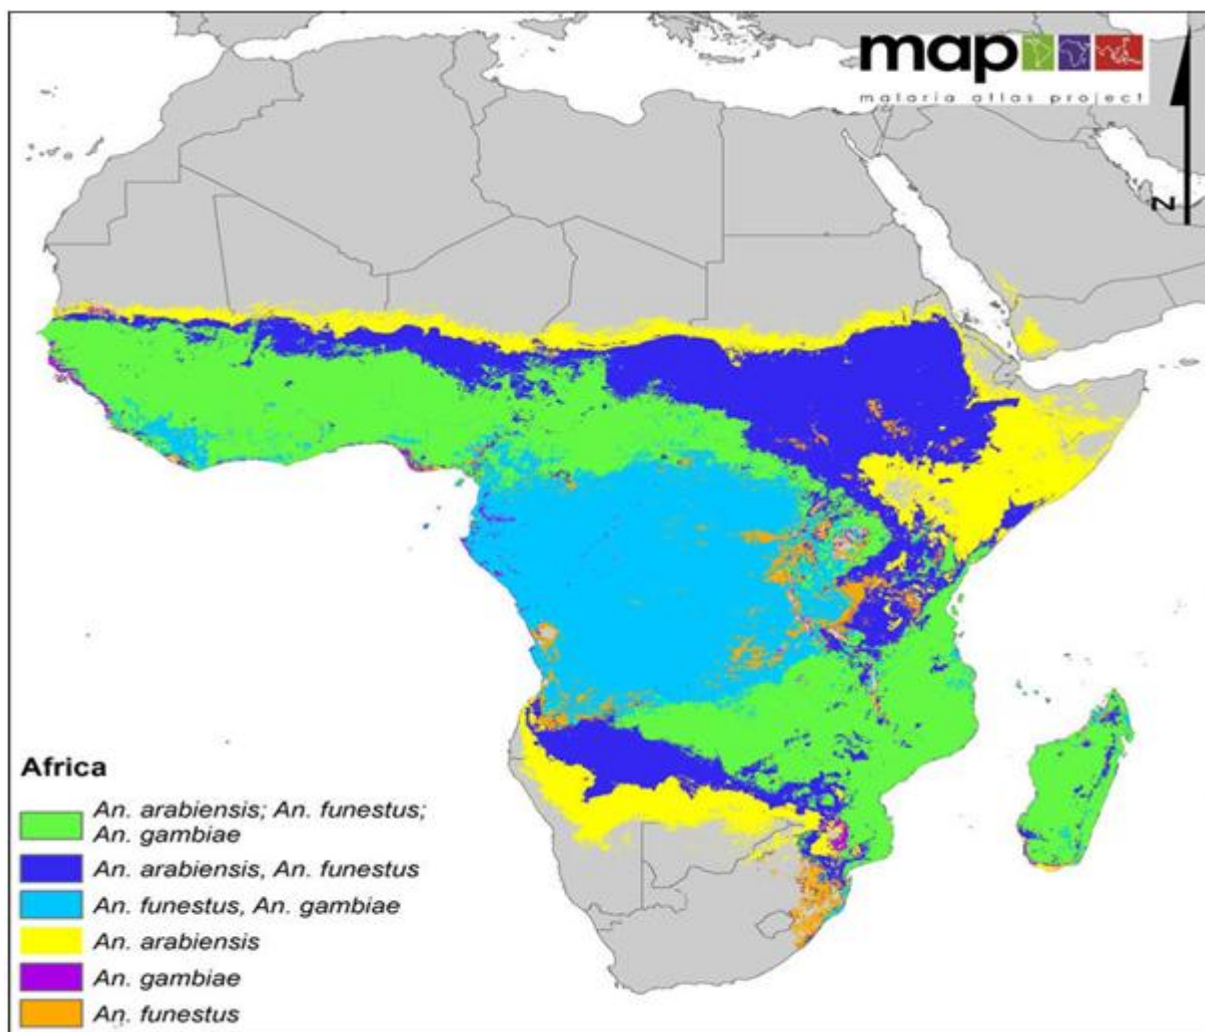 map
malaria atlas project
N
Africa
An. arabiensis; An. funestus;
An. gambiae
An. arabiensis, An. funestus
An. funestus, An. gambiae
An. arabiensis
An. gambiae
An. funestus